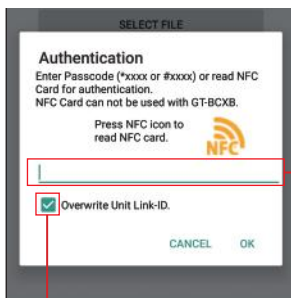 SELECT FILE
Authentication
Enter Passcode (*xxxx or #xxxx) or read NFC
Card for authentication.
NFC Card can not be used with GT-BCXB.
Press NFC icon to
read NFC card.
NFC
Overwrite Unit Link-ID.
CANCEL OK